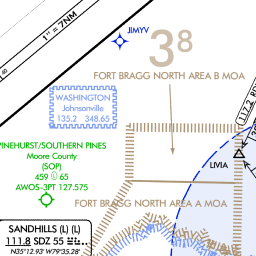 1" = 7NM
JIMYV
38
FORT BRAGG NORTH AREA B MOA
WASHINGTON
Johnsonville
135.2 348.65
117.2 RD
PINEHURST/SOUTHERN PINES
Moore County
(SOP)
459 65
AWOS-3PT 127.575
LIVIA
FORT BRAGG NORTH AREA A MOA
SANDHILLS (L) (L)
111.8 SDZ 55
N35°12.93' W79°35.28'